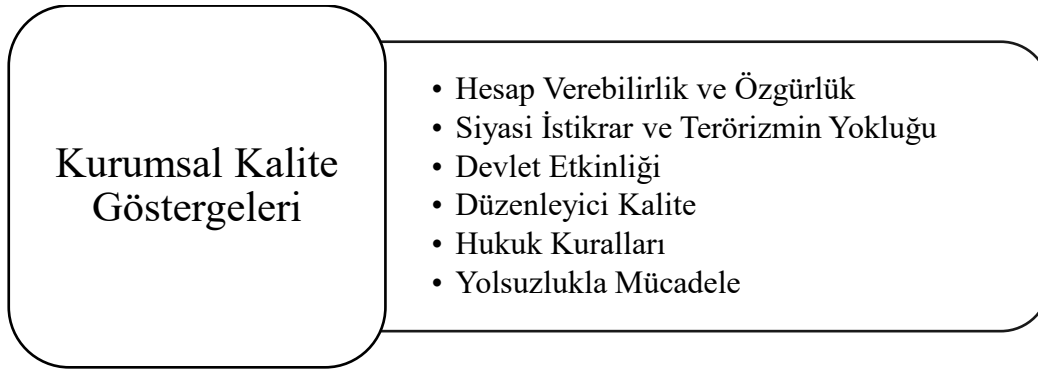 Kurumsal Kalite
Göstergeleri
• Hesap Verebilirlik ve Özgürlük
• Siyasi İstikrar ve Terörizmin Yokluğu
• Devlet Etkinliği
• Düzenleyici Kalite
• Hukuk Kuralları
• Yolsuzlukla Mücadele